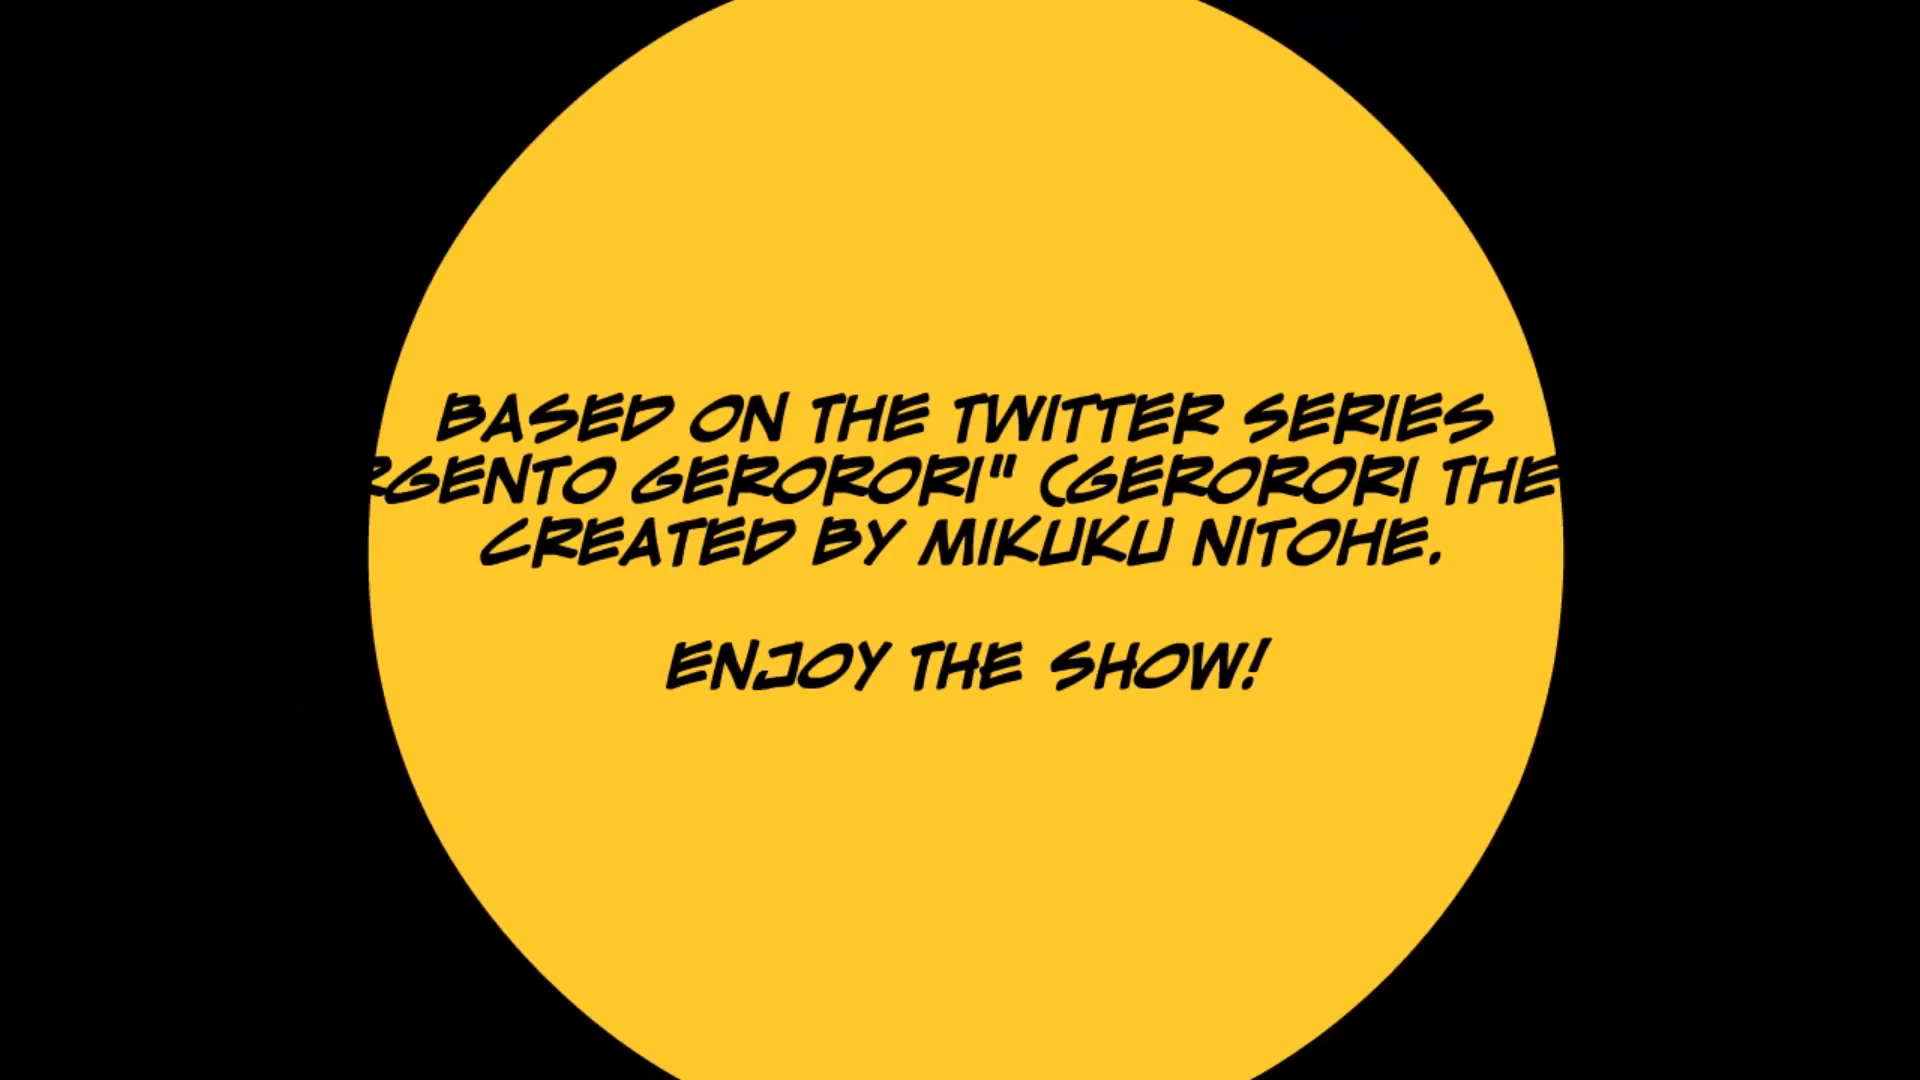 BASED ON THE TWITTER SERIES
RGENTO GERORORI" (GERORORI THE
CREATED BY MIKUKU NITOHE.
ENJOY THE SHOW!